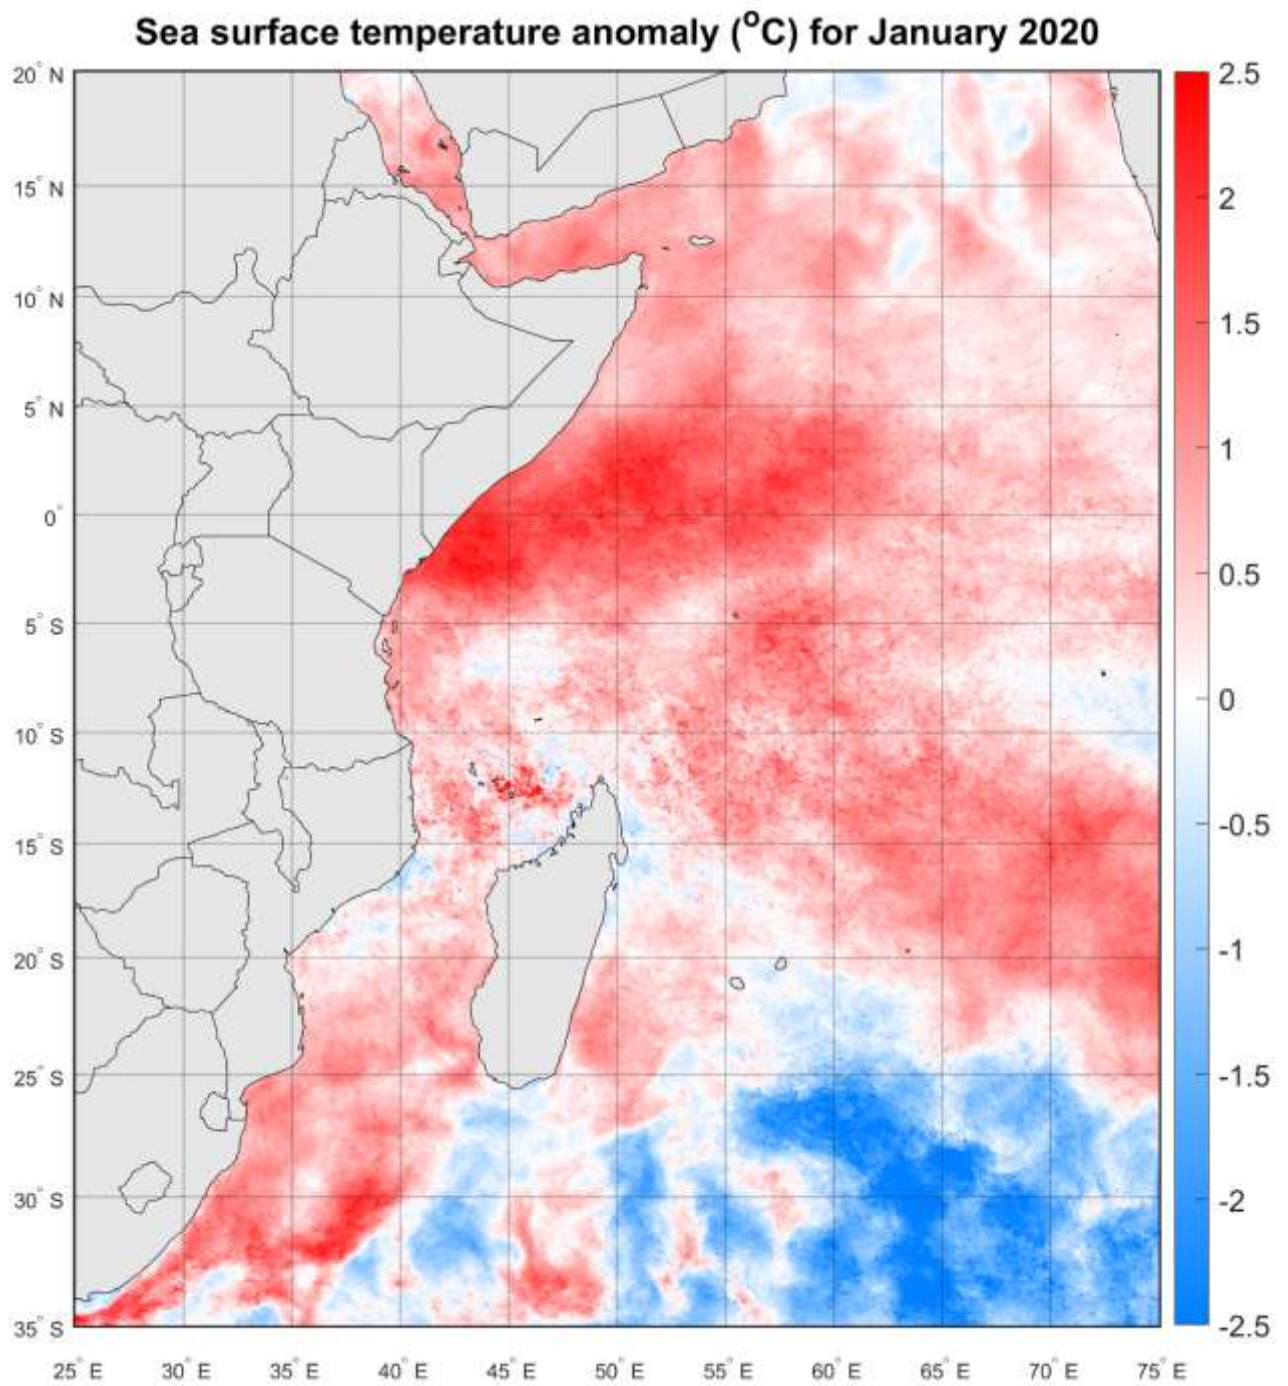 Sea surface temperature anomaly (°C) for January 2020
20° N
15° N
10° N
5° N
0°
5° S
10° S
15° S
20° S
25° S
30° S
35° S
25° E 30° E 35° E 40° E 45° E 50° E 55° E 60° E 65° E 70° E 75° E
2.5
2
1.5
1
0.5
0
-0.5
-1
-1.5
-2
-2.5